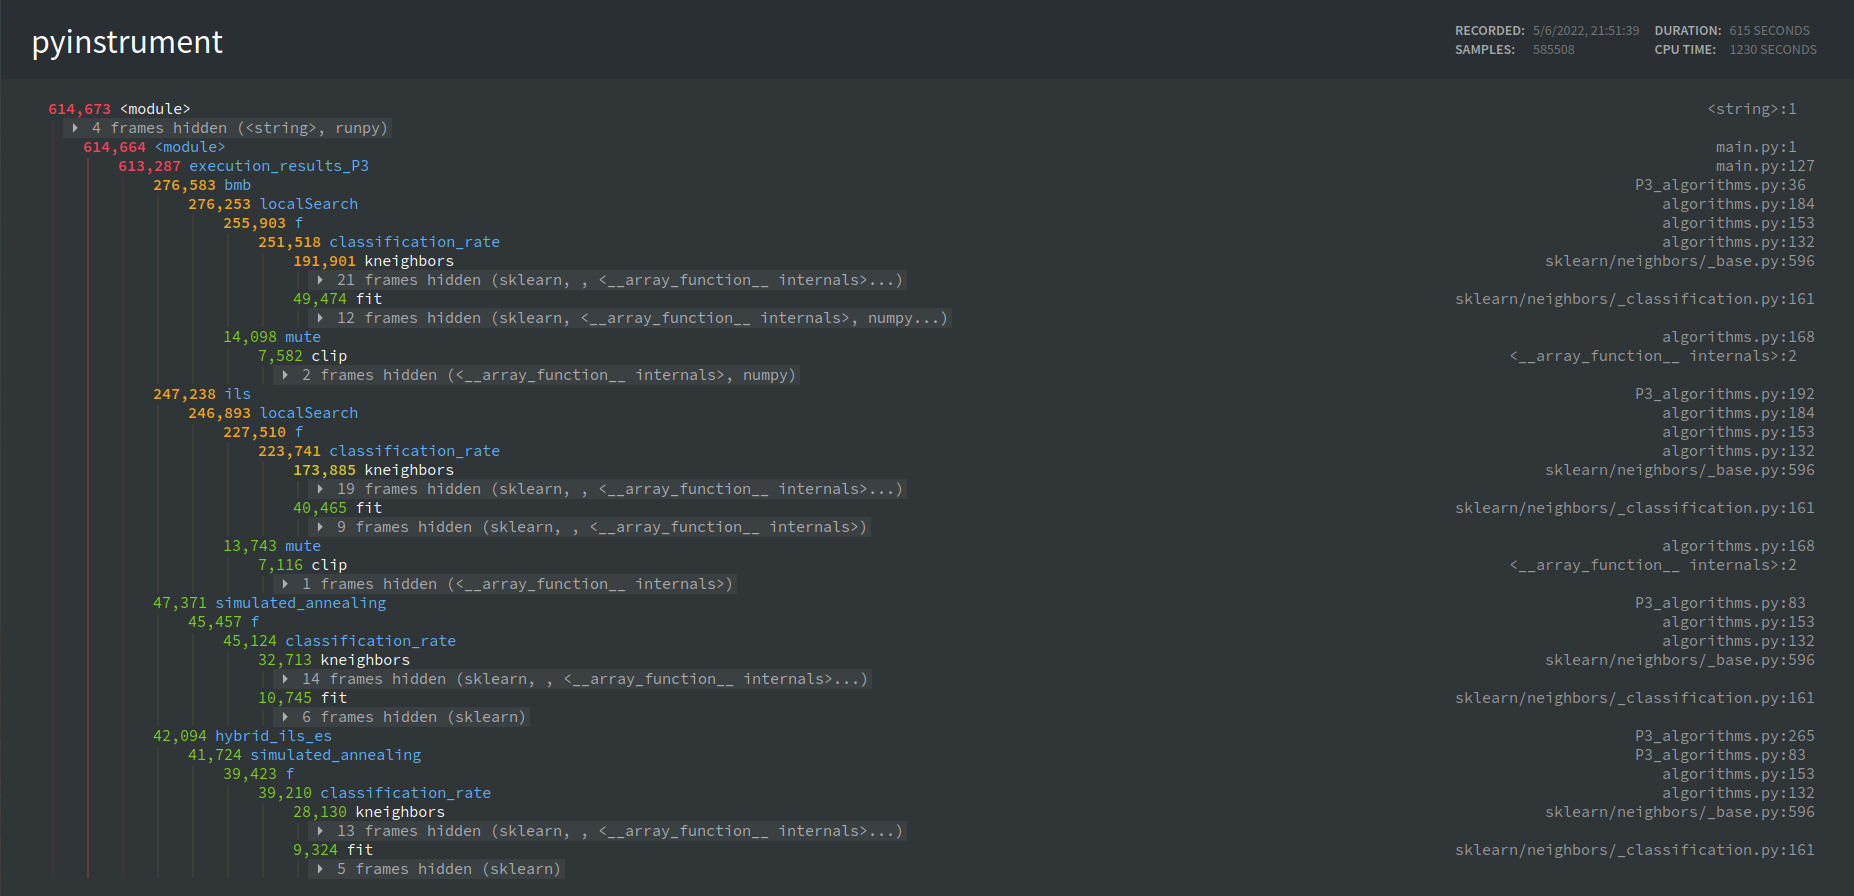 pyinstrument
RECORDED: 5/6/2022, 21:51:39 DURATION: 615 SECONDS
SAMPLES: 585508 CPU TIME: 1230 SECONDS
614,673 <module> <string>:1
4 frames hidden (<string>, runpy)
614,664 <module> main.py:1
613,287 execution_results_P3 main.py:127
276,583 bmb P3_algorithms.py:36
276,253 localSearch algorithms.py:184
255,903 f algorithms.py:153
251,518 classification_rate algorithms.py:132
191,901 kneighbors sklearn/neighbors/_base.py:596
21 frames hidden (sklearn, , <__array_function__ internals>...)
49,474 fit sklearn/neighbors/_classification.py:161
12 frames hidden (sklearn, <__array_function__ internals>, numpy...)
14,098 mute algorithms.py:168
7,582 clip <__array_function__ internals>:2
2 frames hidden (<__array_function__ internals>, numpy)
247,238 ils P3_algorithms.py:192
246,893 localSearch algorithms.py:184
227,510 f algorithms.py:153
223,741 classification_rate algorithms.py:132
173,885 kneighbors sklearn/neighbors/_base.py:596
19 frames hidden (sklearn, , <__array_function__ internals>...)
40,465 fit sklearn/neighbors/_classification.py:161
9 frames hidden (sklearn, , <__array_function__ internals>)
13,743 mute algorithms.py:168
7,116 clip <__array_function__ internals>:2
1 frames hidden (<__array_function__ internals>)
47,371 simulated_annealing P3_algorithms.py:83
45,457 f algorithms.py:153
45,124 classification_rate algorithms.py:132
32,713 kneighbors sklearn/neighbors/_base.py:596
14 frames hidden (sklearn, , <__array_function__ internals>...)
10,745 fit sklearn/neighbors/_classification.py:161
6 frames hidden (sklearn)
42,094 hybrid_ils_es P3_algorithms.py:265
41,724 simulated_annealing P3_algorithms.py:83
39,423 f algorithms.py:153
39,210 classification_rate algorithms.py:132
28,130 kneighbors sklearn/neighbors/_base.py:596
13 frames hidden (sklearn, , <__array_function__ internals>...)
9,324 fit sklearn/neighbors/_classification.py:161
5 frames hidden (sklearn)